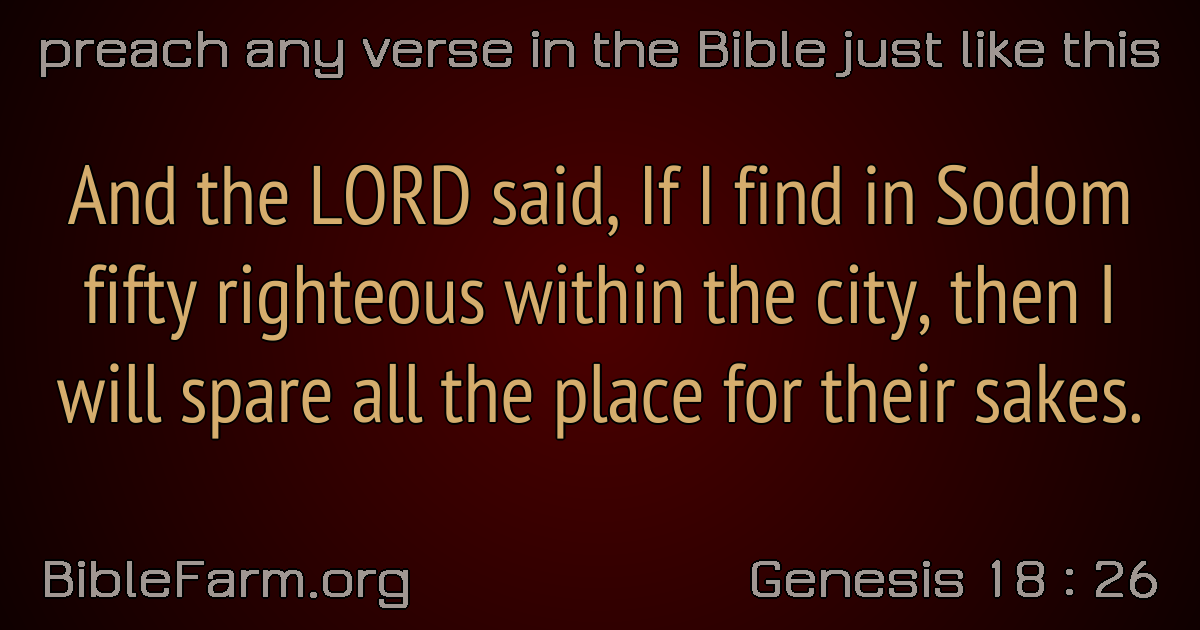 preach any verse in the Bible just like this
And the LORD said, If I find in Sodom
fifty righteous within the city, then I
will spare all the place for their sakes.
BibleFarm.org
Genesis 18 : 26